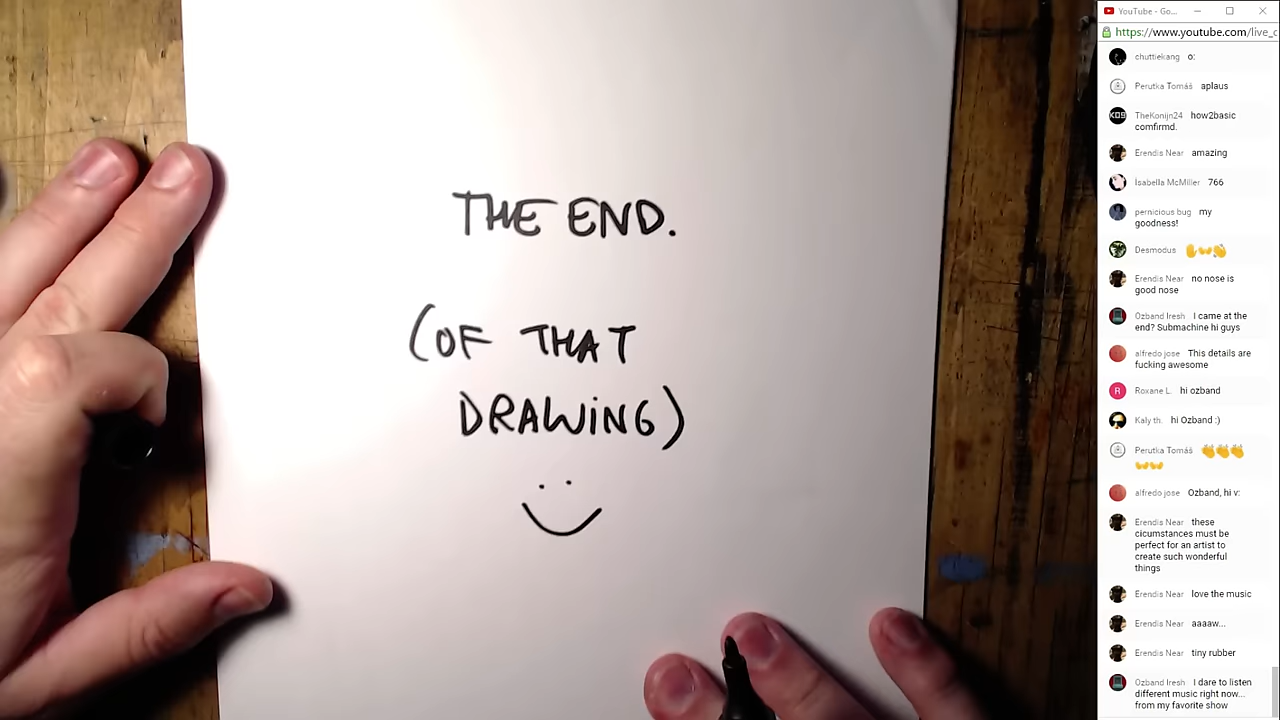 THE END.
(OF THAT
DRAWING)
YouTube - Go...
https://www.youtube.com/live_c
chuttiekang o:
Perutka Tomáš aplaus
TheKonijn24 how2basic
comfirmd.
Erendis Near amazing
İsabella McMiller 766
pernicious bug my
goodness!
Desmodus
Erendis Near no nose is
good nose
Ozband Iresh I came at the
end? Submachine hi guys
alfredo jose This details are
fucking awesome
R Roxane L. hi ozband
Kaly th. hi Ozband :)
Perutka Tomáš
alfredo jose Ozband, hi v:
Erendis Near these
cicumstances must be
perfect for an artist to
create such wonderful
things
Erendis Near love the music
Erendis Near aaaaw...
Erendis Near tiny rubber
Ozband Iresh I dare to listen
different music right now...
from my favorite show